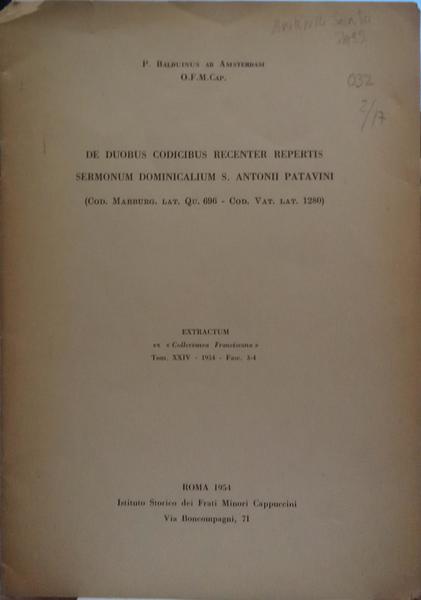 P. Balduinus ab Amsterdam
O.F.M.Cap.
032
2/17
DE DUOBUS CODICIBUS RECENTER REPERTIS
SERMONUM DOMINICALIUM S. ANTONII PATAVINI
(Cod. Marburg. lat. Qu. 696 - Cod. Vat. lat. 1280)
EXTRACTUM
ex « Collectanea Franciscana »
Tom. XXIV - 1954 - Fasc. 3-4
ROMA 1954
Istituto Storico dei Frati Minori Cappuccini
Via Boncompagni, 71